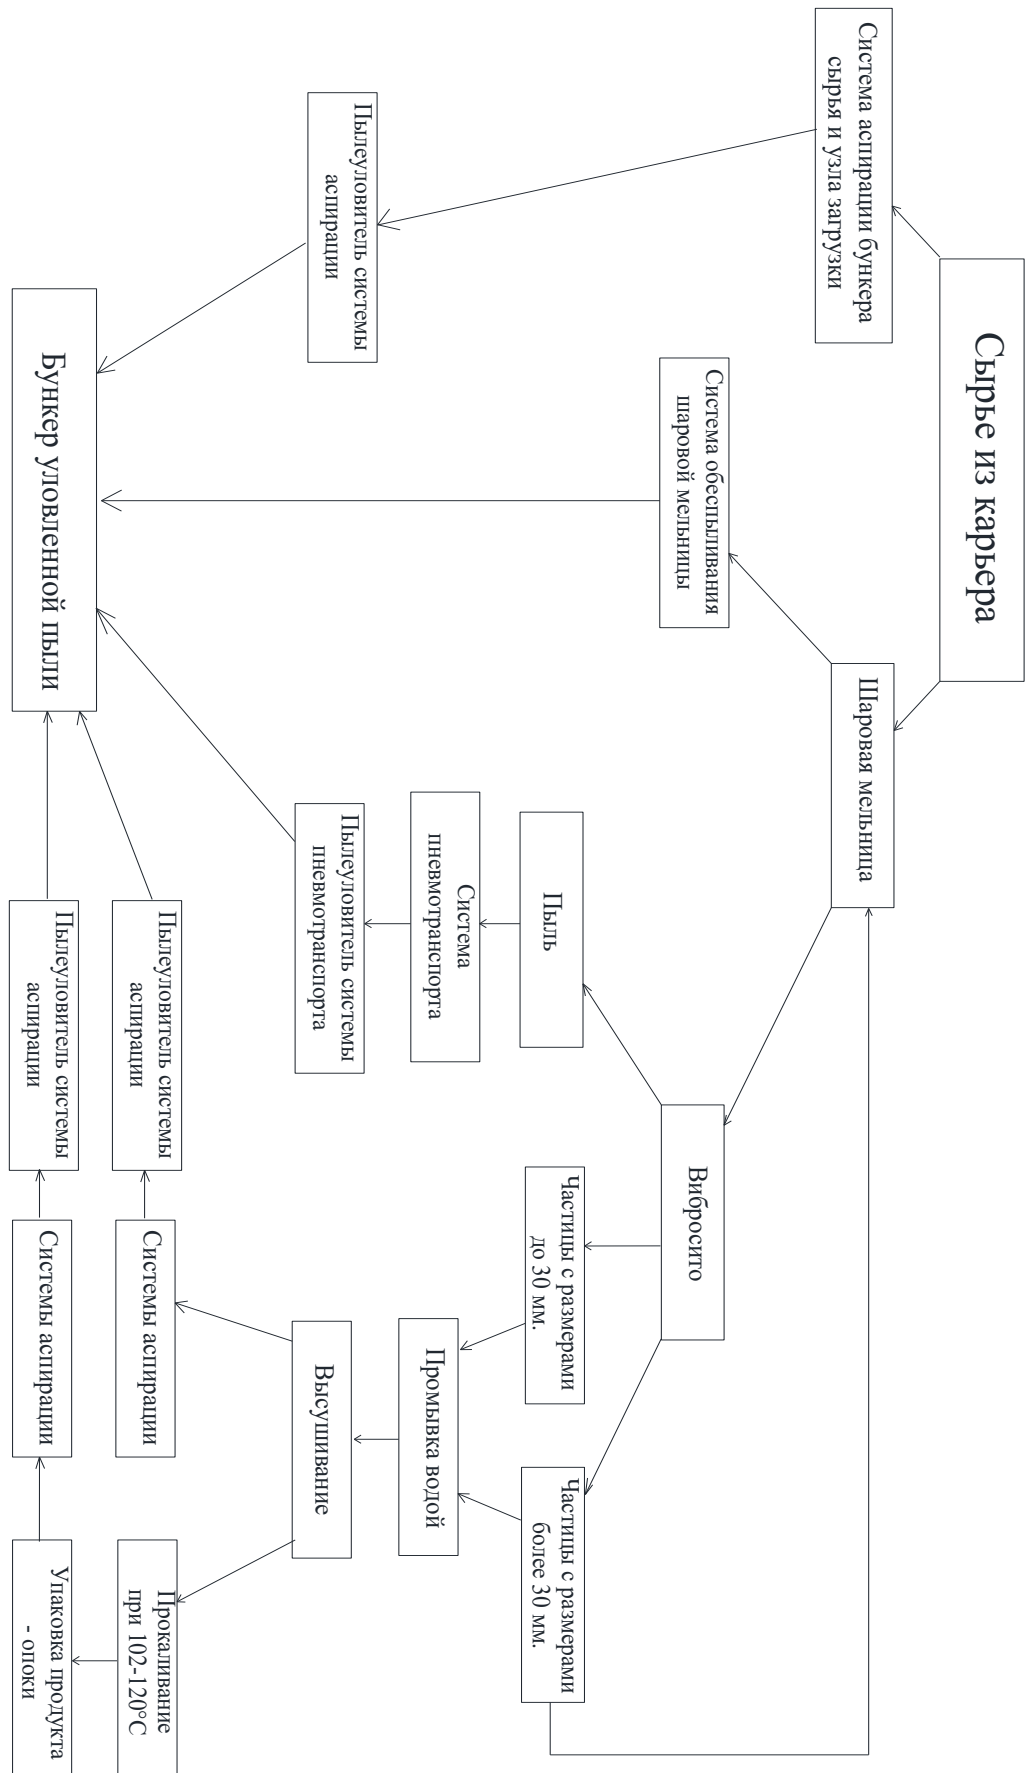 Сырье из карьера
Система аспирации бункера
сырья и узла загрузки
Шаровая мельница
Система обеспыливания
шаровой мельницы
Вибросито
Пылеуловитель системы
аспирации
Пыль
Частицы с размерами
до 30 мм.
Частицы с размерами
более 30 мм.
Система
пневмотранспорта
Промывка водой
Пылеуловитель системы
пневмотранспорта
Высушивание
Бункер уловленной пыли
Пылеуловитель системы
аспирации
Системы аспирации
Прокаливание
при 102-120°С
Пылеуловитель системы
аспирации
Системы аспирации
Упаковка продукта
- опоки